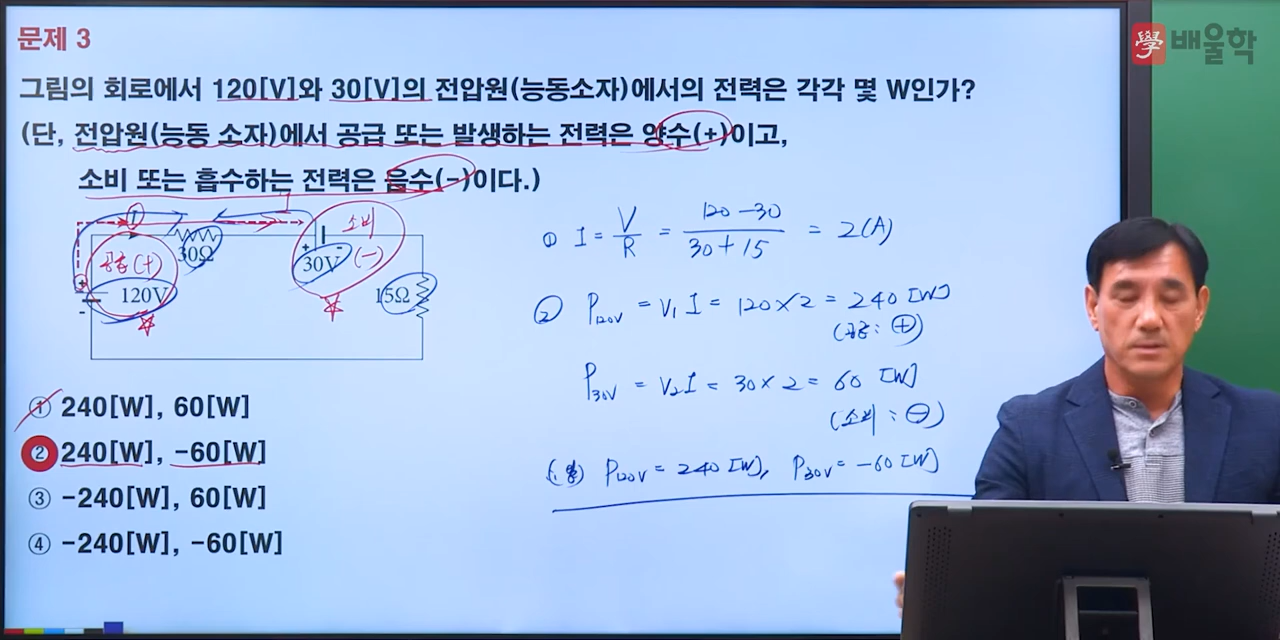 문제 3
學 배울학
그림의 회로에서 120[V]와 30[V]의 전압원(능동소자)에서의 전력은 각각 몇 W인가?
(단, 전압원(능동 소자)에서 공급 또는 발생하는 전력은 양수(+)이고,
소비 또는 흡수하는 전력은 음수(-)이다.)
I
30Ω
공급(+)
+
120V
-
소비
(-)
+ -
30V
15Ω
① I = V/R = (120-30)/(30+15) = 2(A)
② P120V = V1 I = 120×2 = 240 [W]
(공급: ⊕)
P30V = V2 I = 30×2 = 60 [W]
(소비: ⊖)
P120V = 240 [W], P30V = -60 [W]
① 240[W], 60[W]
② 240[W], -60[W]
③ -240[W], 60[W]
④ -240[W], -60[W]